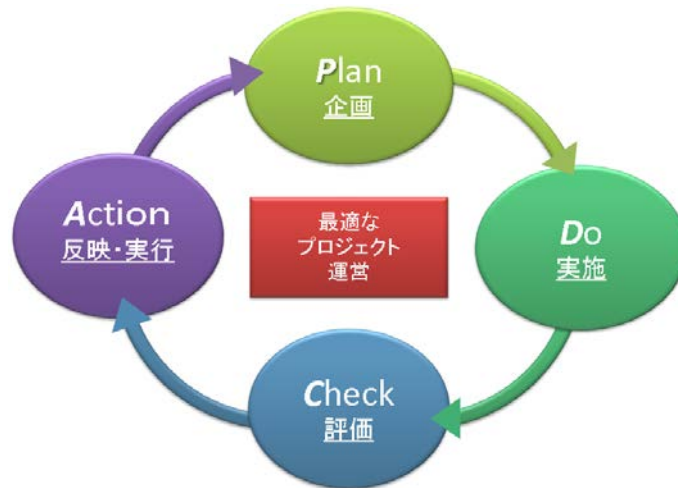 Plan
企画
Do
実施
Check
評価
Action
反映・実行
最適な
プロジェクト
運営